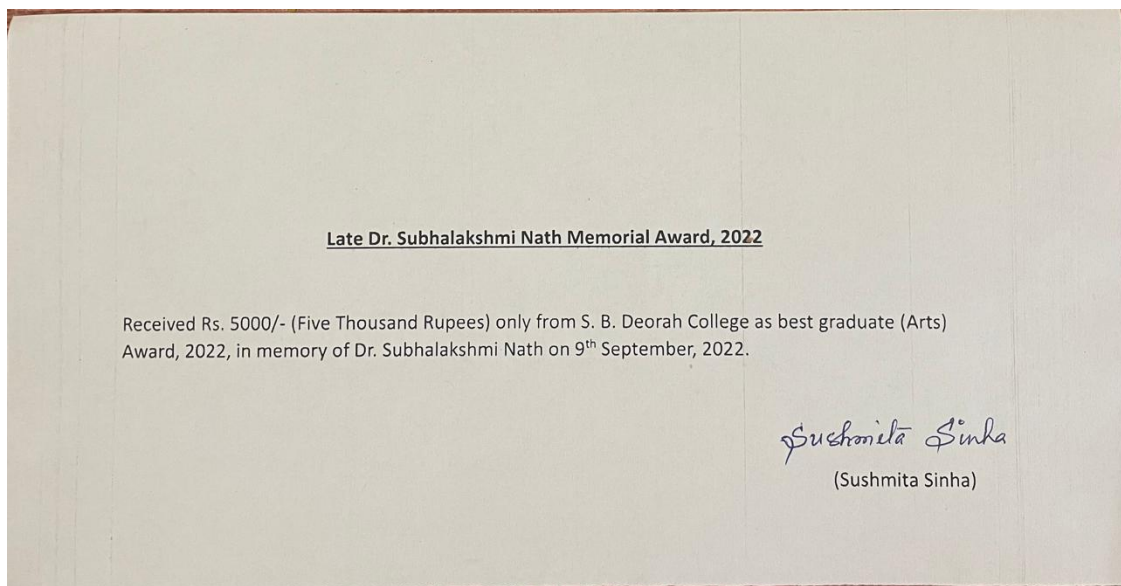 Late Dr. Subhalakshmi Nath Memorial Award, 2022
Received Rs. 5000/- (Five Thousand Rupees) only from S. B. Deorah College as best graduate (Arts)
Award, 2022, in memory of Dr. Subhalakshmi Nath on 9th September, 2022.
Sushmita Sinha
(Sushmita Sinha)